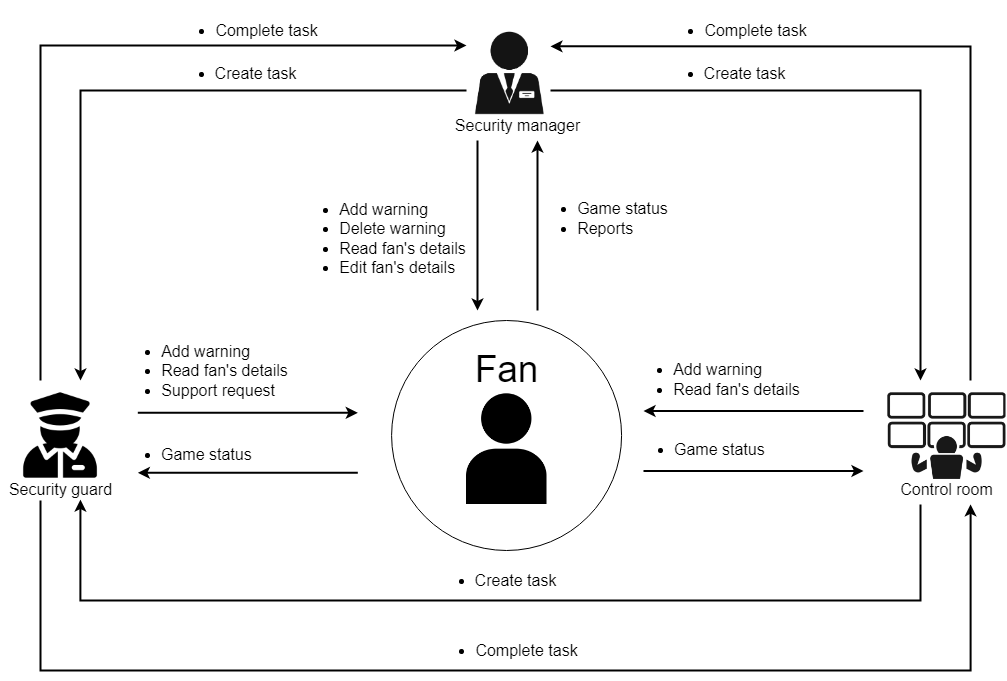 Complete task
Complete task
Create task
Create task
Security manager
Add warning
Delete warning
Read fan's details
Edit fan's details
Game status
Reports
Fan
Add warning
Read fan's details
Support request
Game status
Add warning
Read fan's details
Game status
Security guard
Control room
Create task
Complete task